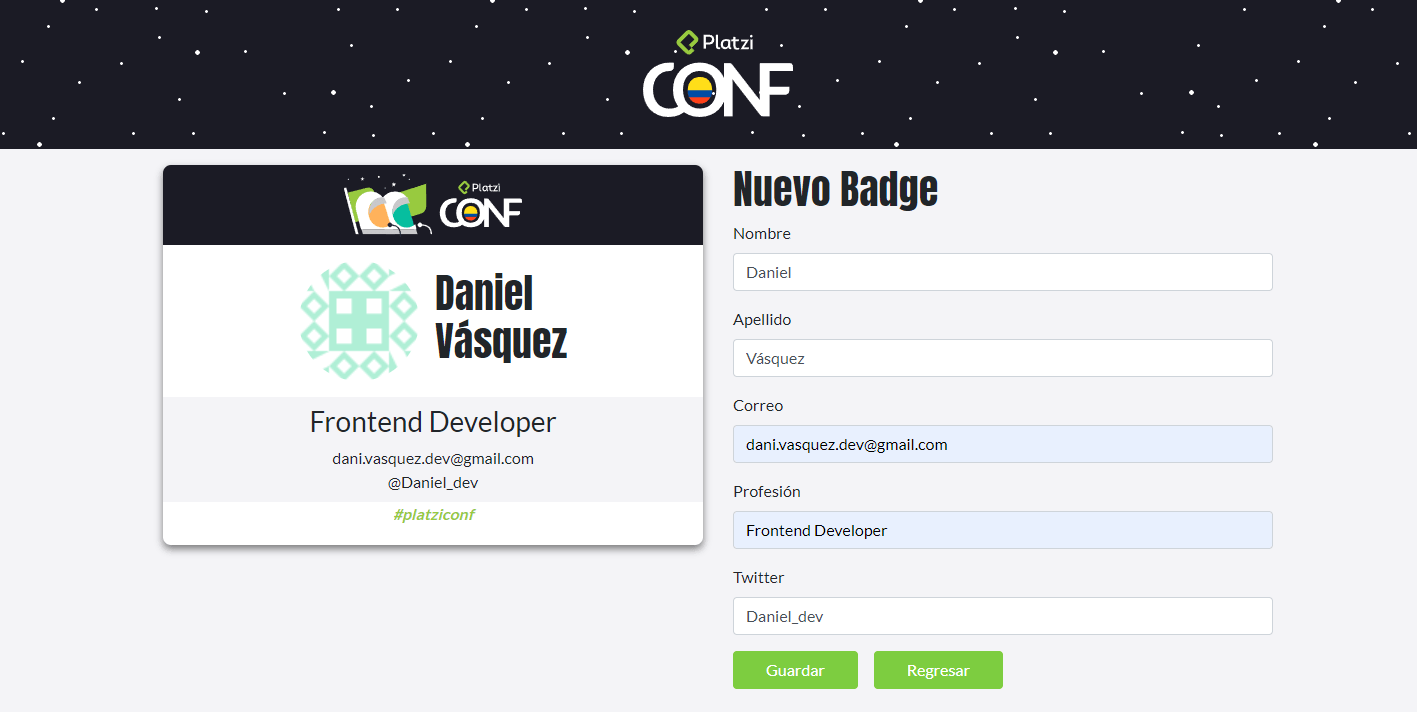 Platzi
CONF
Platzi
CONF
Daniel
Vásquez
Frontend Developer
dani.vasquez.dev@gmail.com
@Daniel_dev
#platziconf
Nuevo Badge
Nombre
Daniel
Apellido
Vásquez
Correo
dani.vasquez.dev@gmail.com
Profesión
Frontend Developer
Twitter
Daniel_dev
Guardar
Regresar